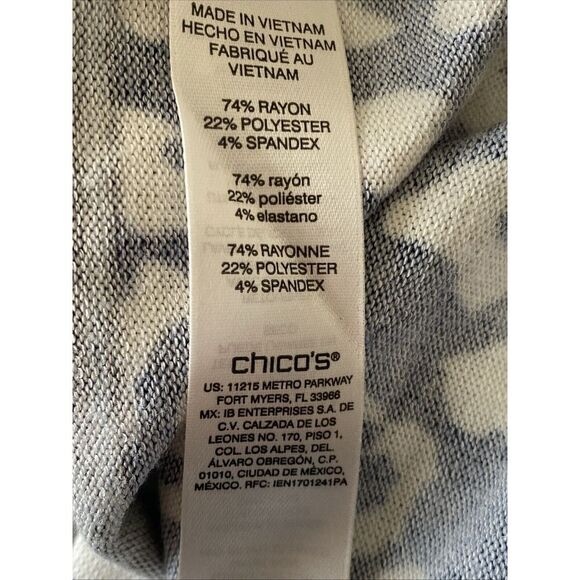 MADE IN VIETNAM
HECHO EN VIETNAM
FABRIQUÉ AU
VIETNAM
74% RAYON
22% POLYESTER
4% SPANDEX
74% rayón
22% poliéster
4% elastano
74% RAYONNE
22% POLYESTER
4% SPANDEX
chico's®
US: 11215 METRO PARKWAY
FORT MYERS, FL 33966
MX: IB ENTERPRISES S.A. DE
C.V. CALZADA DE LOS
LEONES NO. 170, PISO 1,
COL. LOS ALPES, DEL.
ÁLVARO OBREGÓN, C.P.
01010, CIUDAD DE MÉXICO,
MÉXICO. RFC: IEN1701241PA